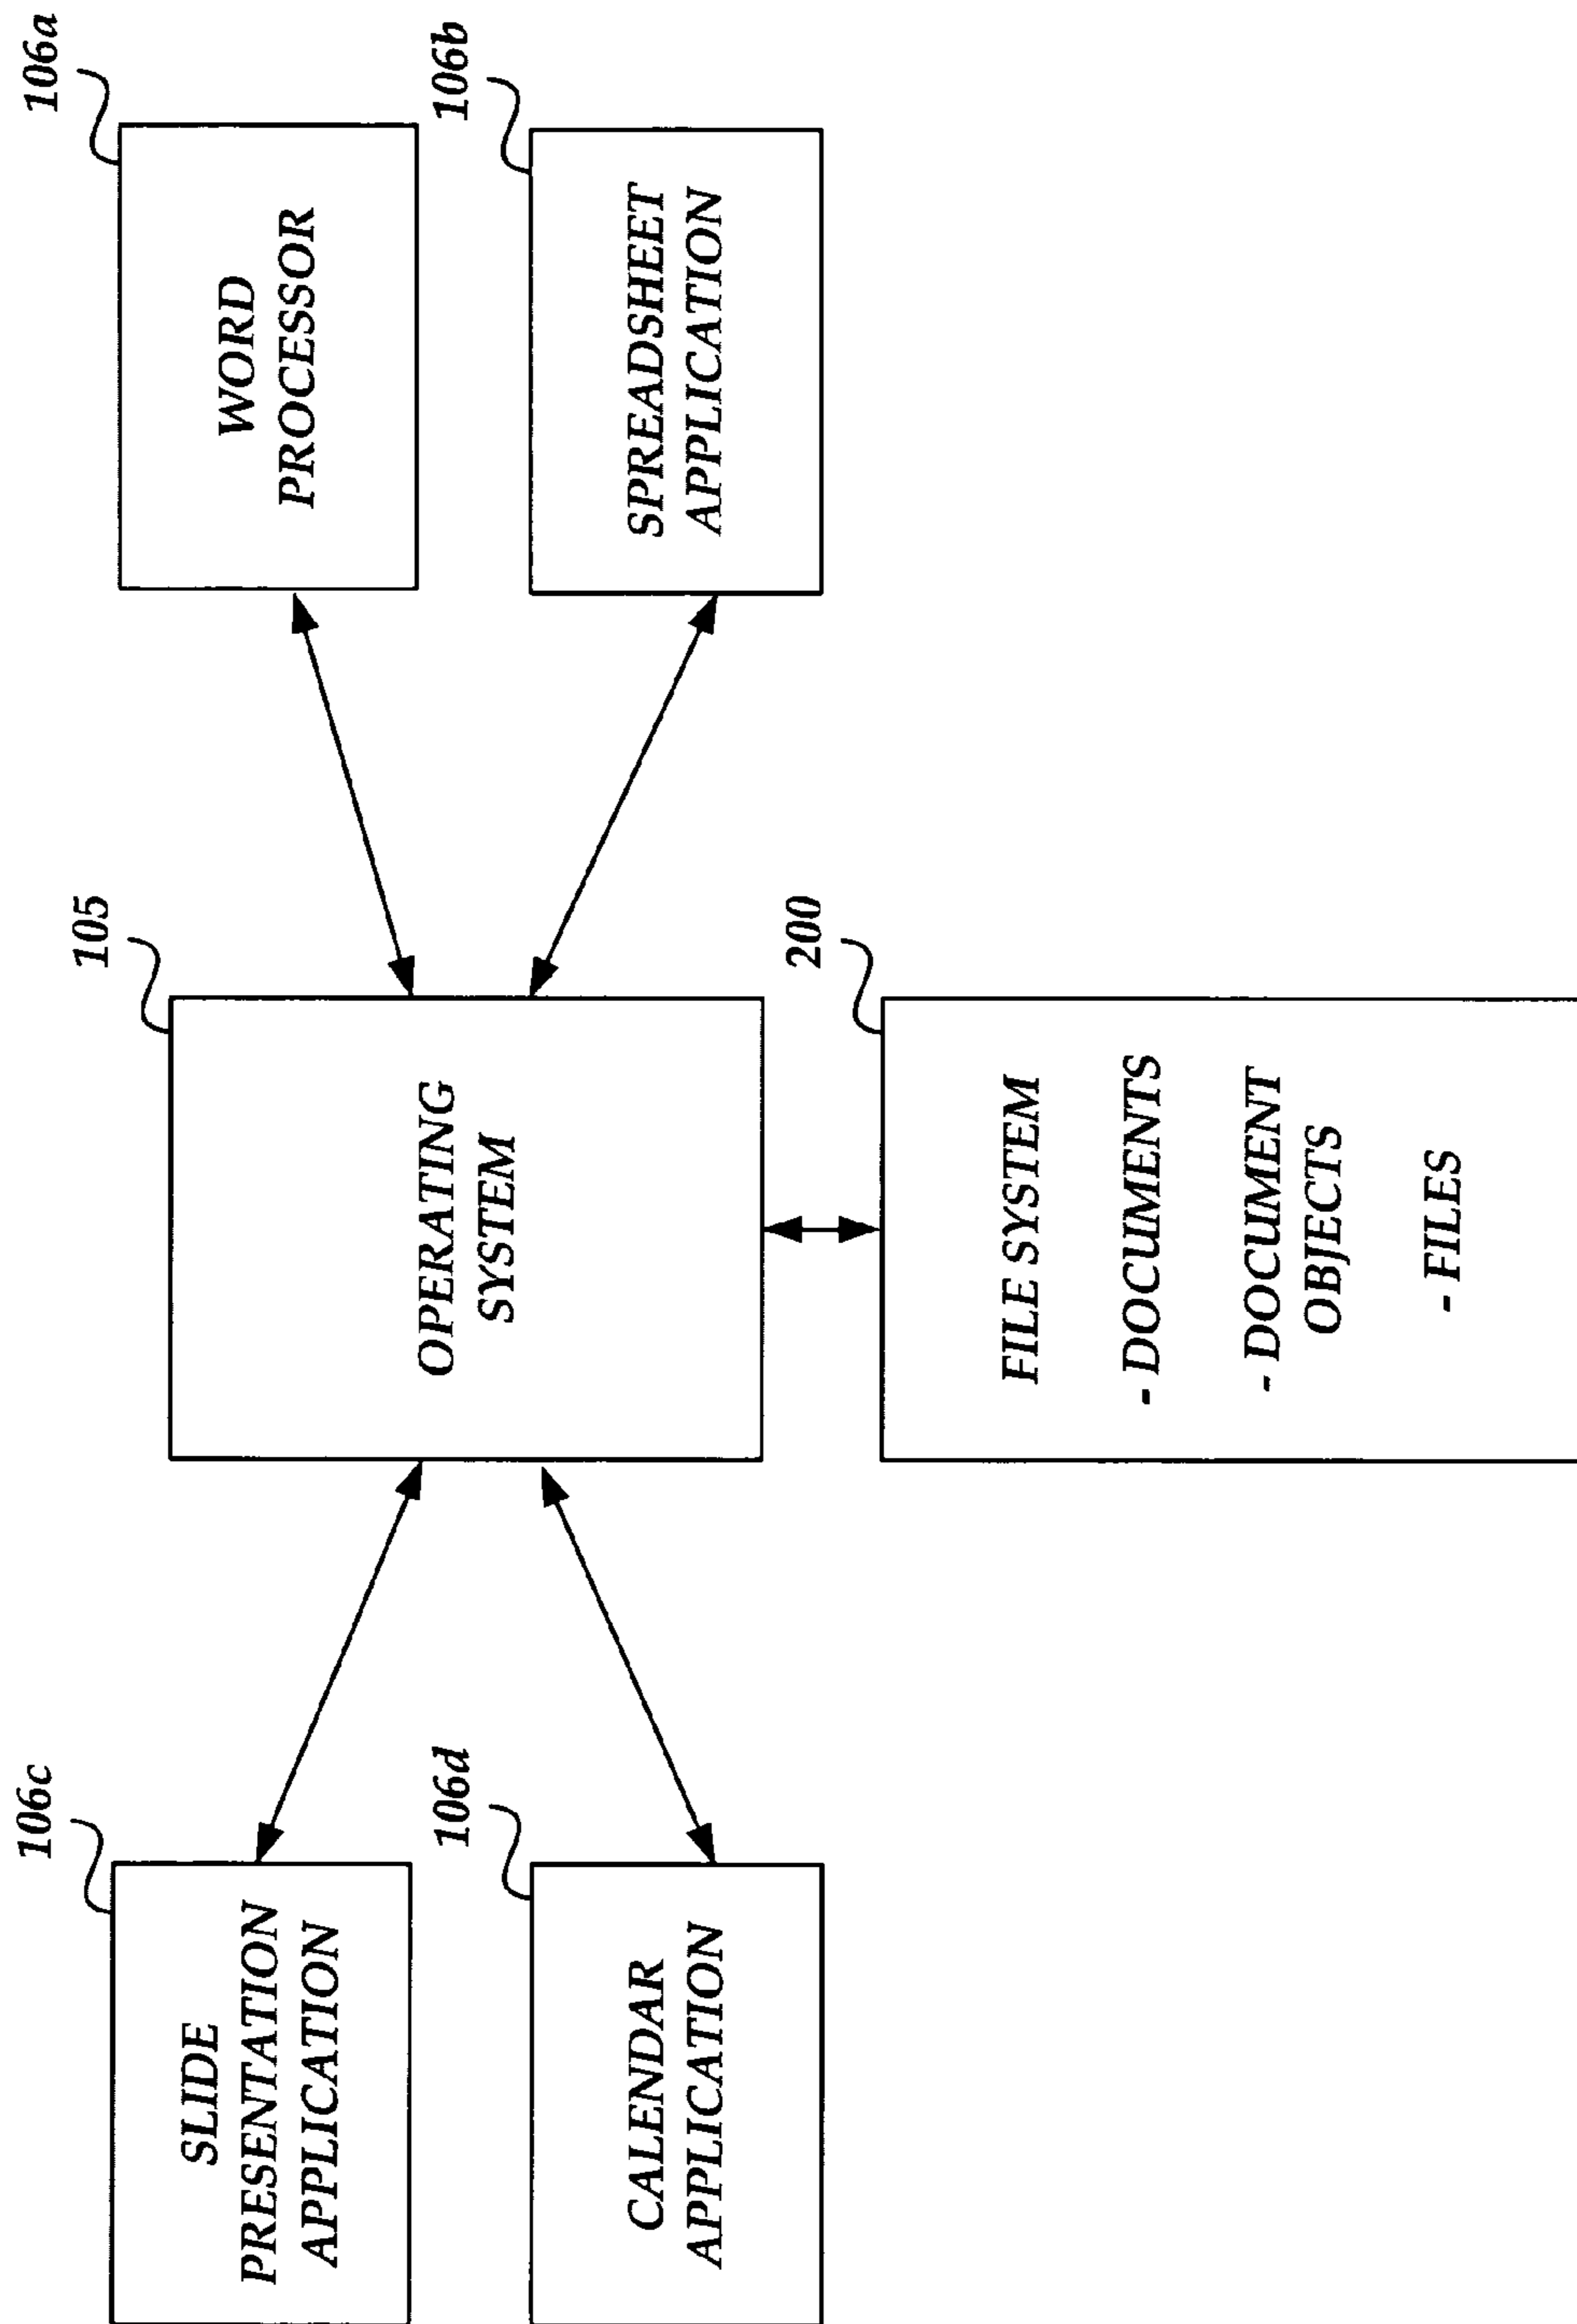 106c
SLIDE
PRESENTATION
APPLICATION
106d
CALENDAR
APPLICATION
105
OPERATING
SYSTEM
200
FILE SYSTEM
- DOCUMENTS
- DOCUMENT
OBJECTS
- FILES
106a
WORD
PROCESSOR
106b
SPREADSHEET
APPLICATION